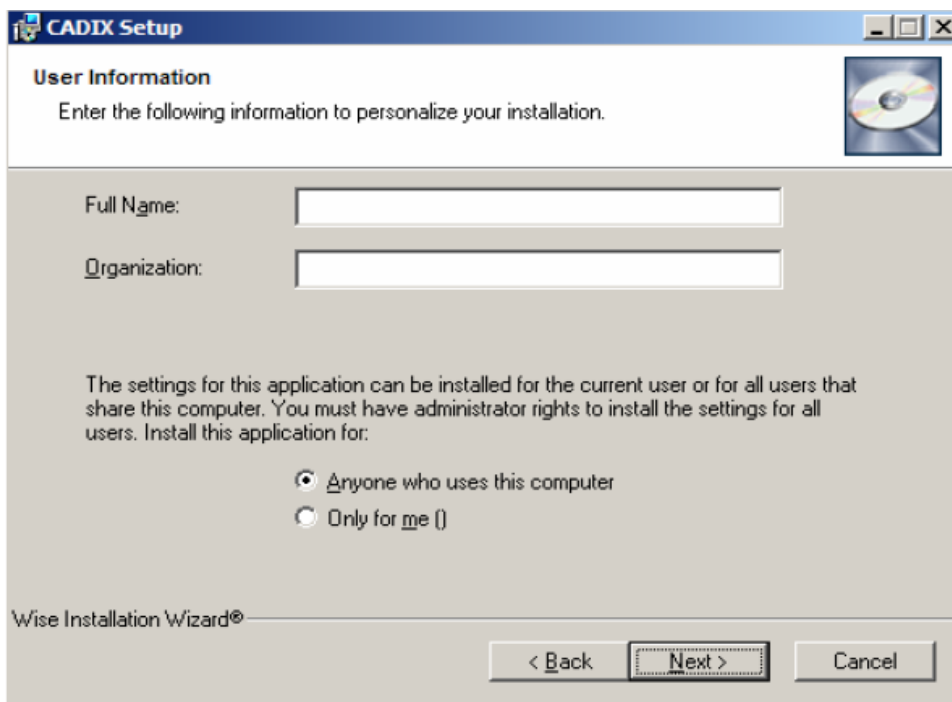 CADIX Setup
User Information
Enter the following information to personalize your installation.
Full Name:
Organization:
The settings for this application can be installed for the current user or for all users that
share this computer. You must have administrator rights to install the settings for all
users. Install this application for:
Anyone who uses this computer
Only for me ()
Wise Installation Wizard®
< Back Next > Cancel